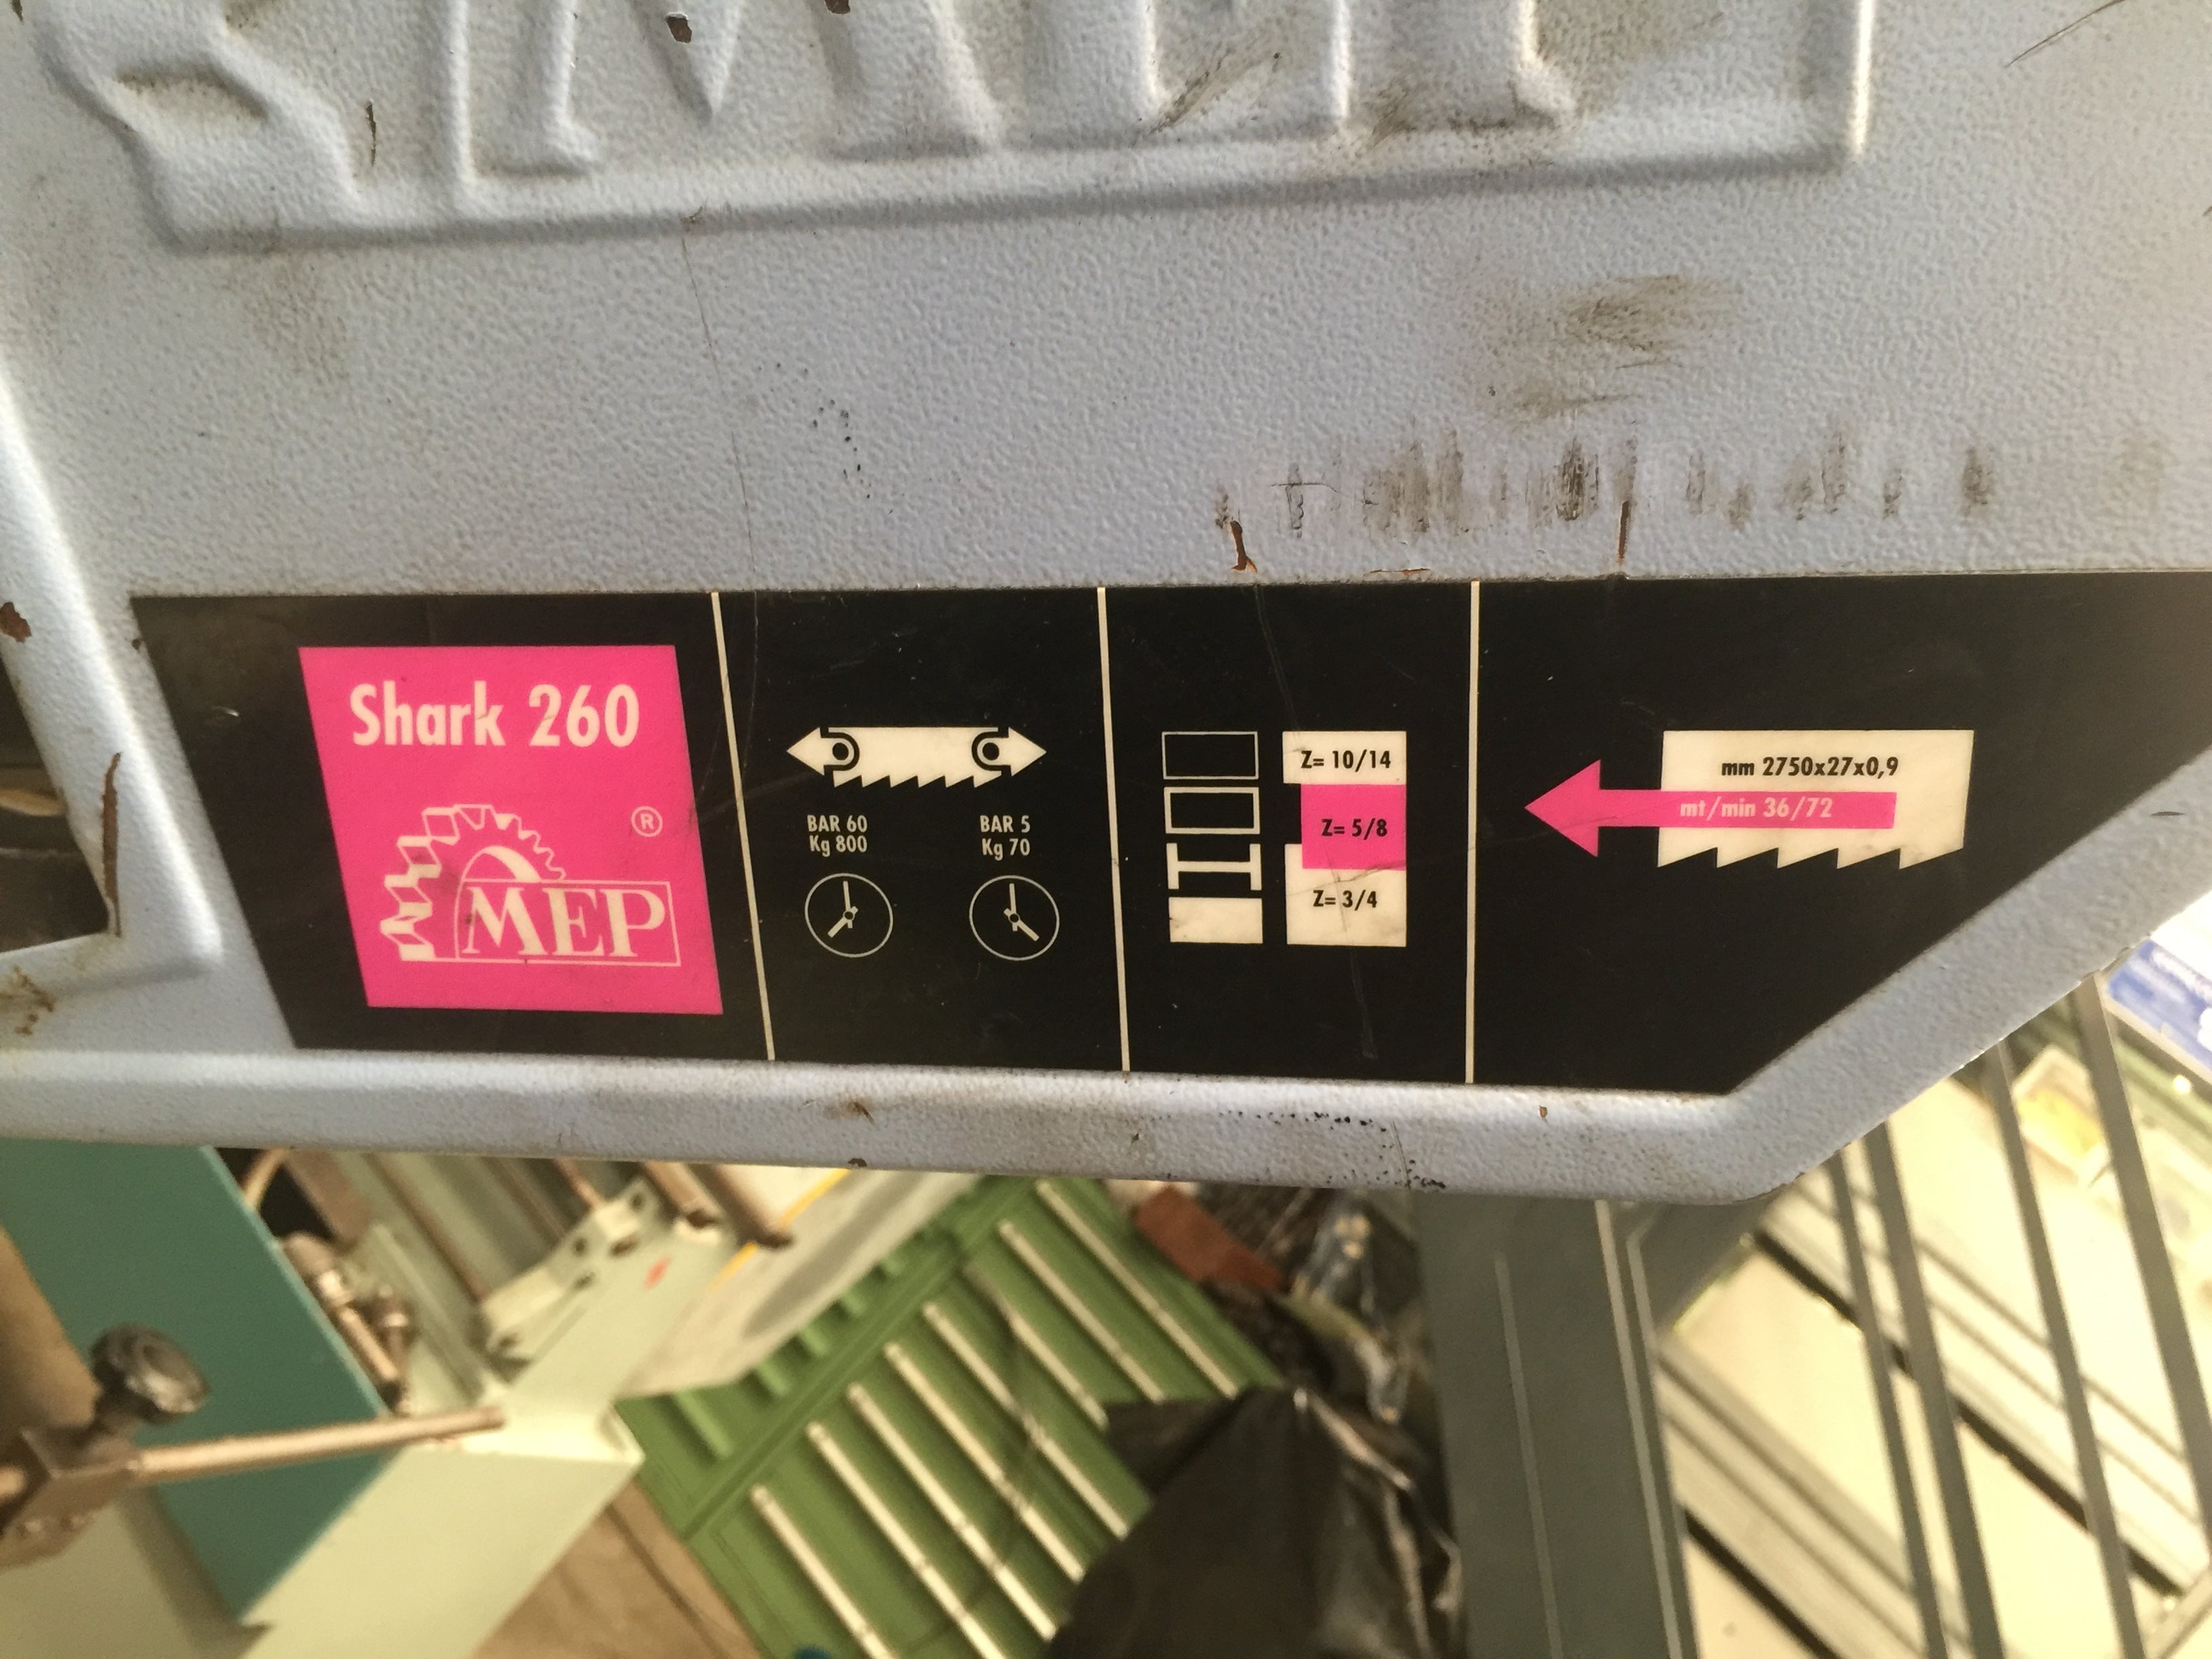 Shark 260
®
MEP
BAR 60
Kg 800
BAR 5
Kg 70
Z= 10/14
Z= 5/8
Z= 3/4
mm 2750x27x0,9
mt/min 36/72